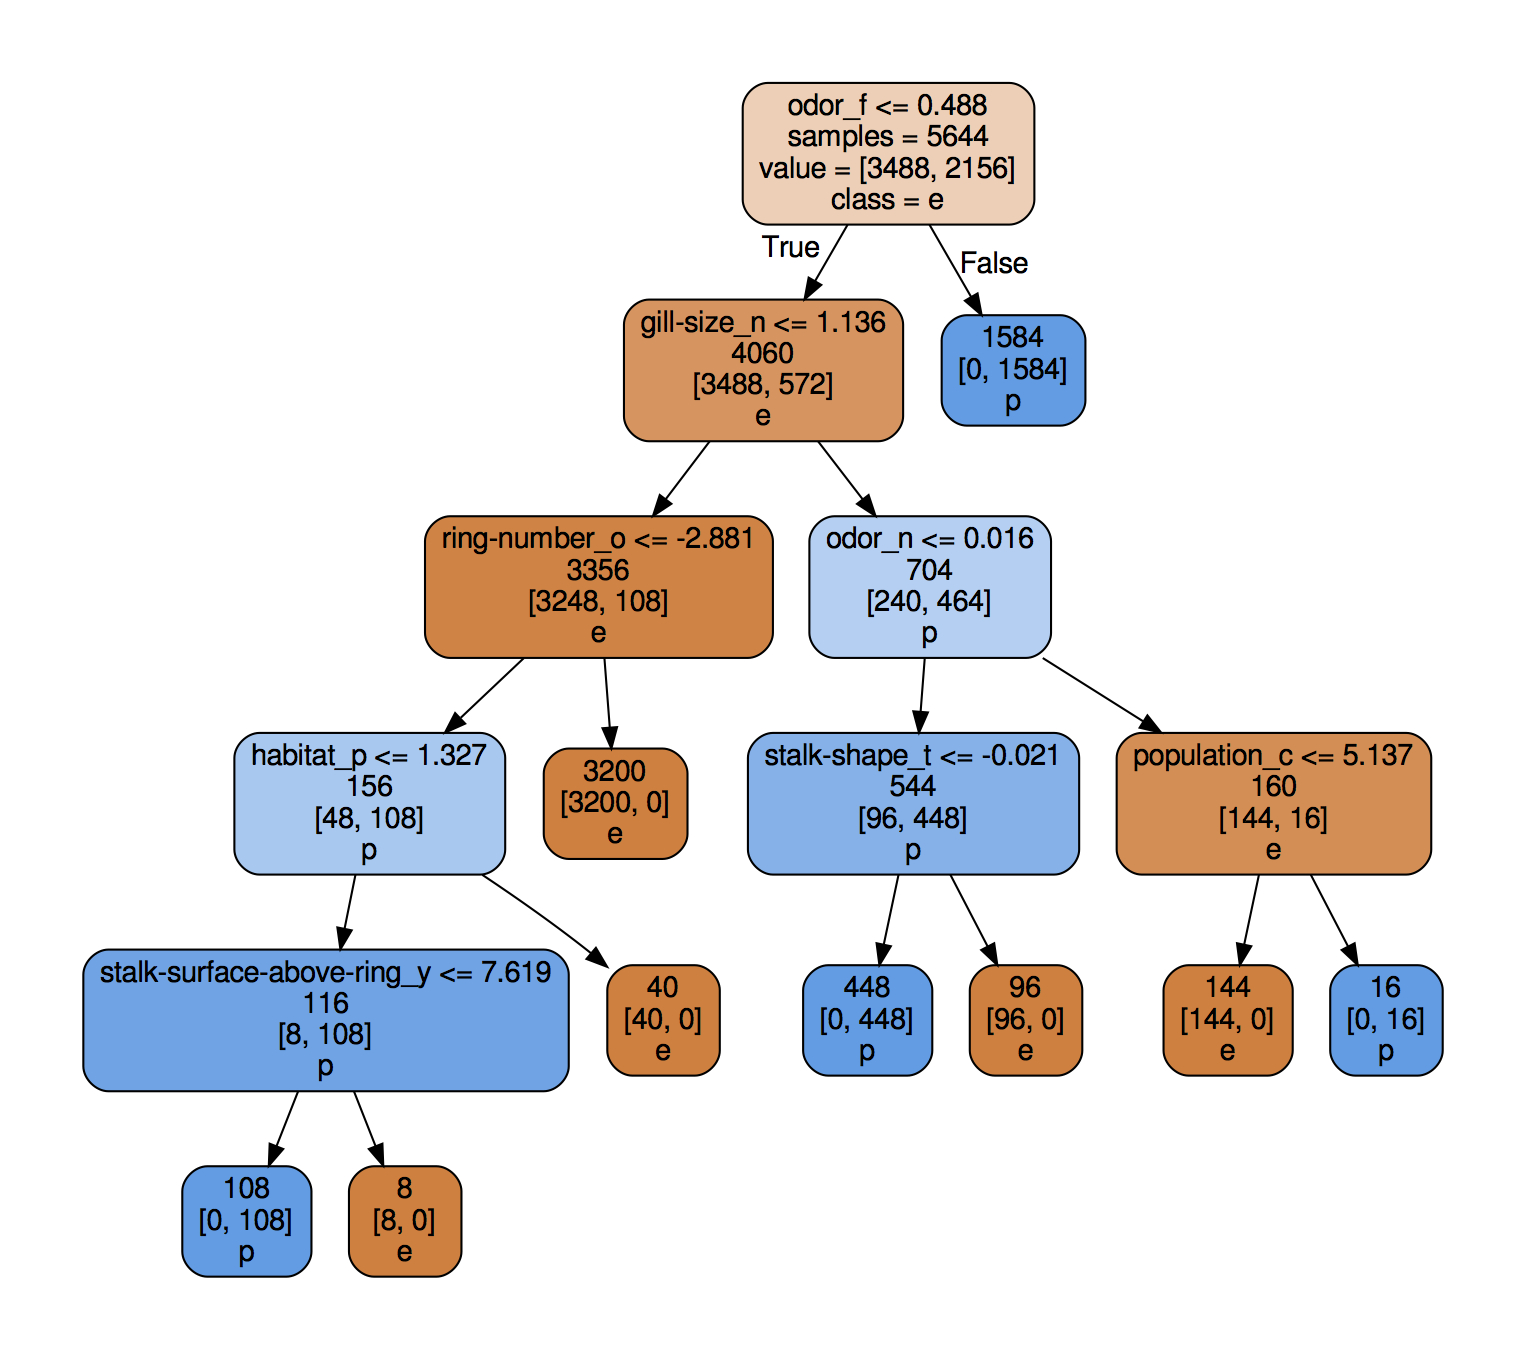 odor_f <= 0.488
samples = 5644
value = [3488, 2156]
class = e
True
False
gill-size_n <= 1.136
4060
[3488, 572]
e
1584
[0, 1584]
p
ring-number_o <= -2.881
3356
[3248, 108]
e
odor_n <= 0.016
704
[240, 464]
p
habitat_p <= 1.327
156
[48, 108]
p
3200
[3200, 0]
e
stalk-shape_t <= -0.021
544
[96, 448]
p
population_c <= 5.137
160
[144, 16]
e
stalk-surface-above-ring_y <= 7.619
116
[8, 108]
p
40
[40, 0]
e
448
[0, 448]
p
96
[96, 0]
e
144
[144, 0]
e
16
[0, 16]
p
108
[0, 108]
p
8
[8, 0]
e